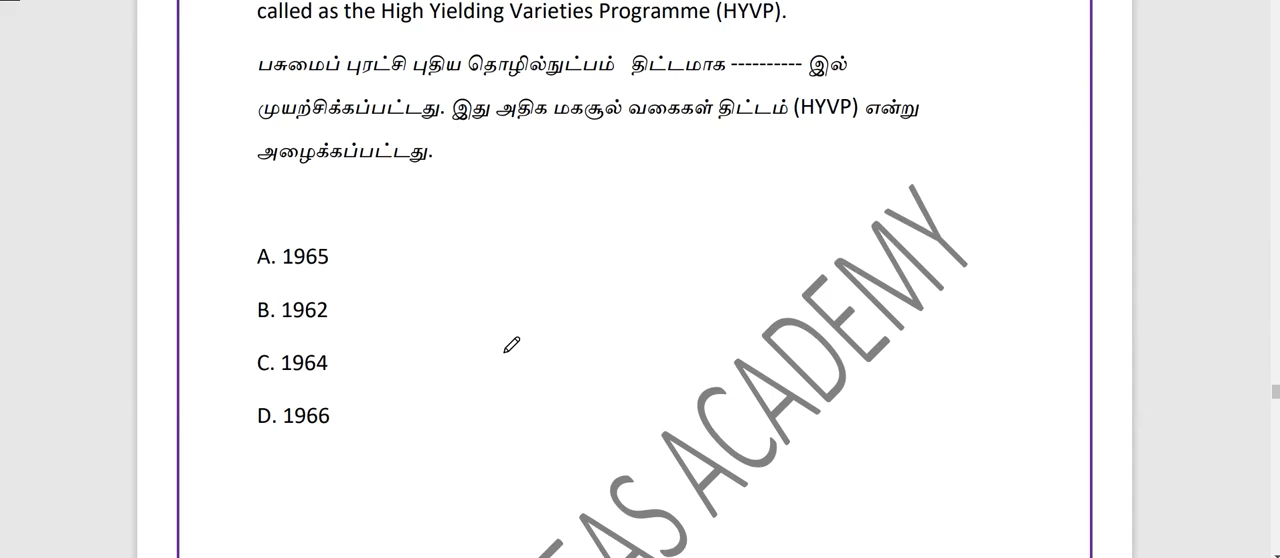 called as the High Yielding Varieties Programme (HYVP).
பசுமைப் புரட்சி புதிய தொழில்நுட்பம் திட்டமாக ---------- இல்
முயற்சிக்கப்பட்டது. இது அதிக மகசூல் வகைகள் திட்டம் (HYVP) என்று
அழைக்கப்பட்டது.
A. 1965
B. 1962
C. 1964
D. 1966
EAS ACADEMY